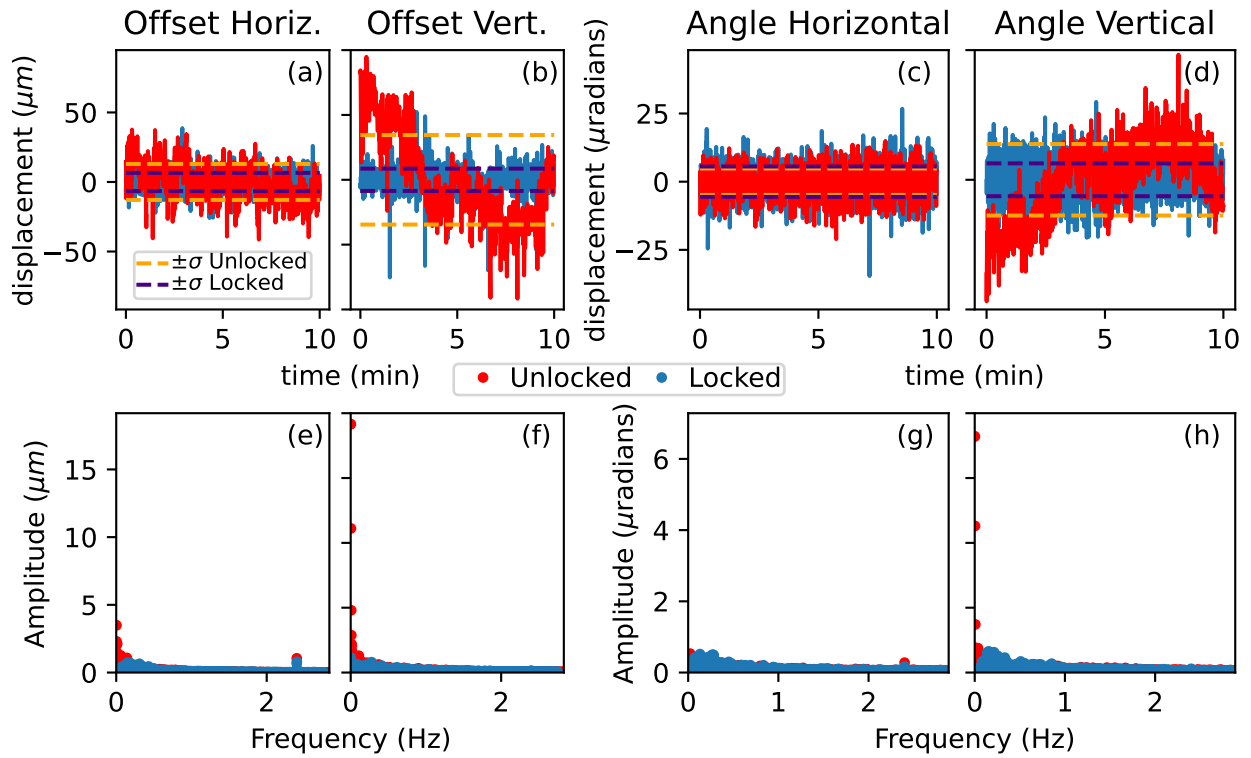 Offset Horiz. Offset Vert. Angle Horizontal Angle Vertical
displacement (μm)
50
0
−50
(a)
±σ Unlocked
±σ Locked
(b)
displacement (μradians)
25
0
−25
(c)
(d)
0 5 10 0 5 10 0 5 10 0 5 10
time (min) time (min)
Unlocked Locked
Amplitude (μm)
15
10
5
0
(e)
(f)
Amplitude (μradians)
6
4
2
0
(g)
(h)
0 2 0 2 0 1 2 0 1 2
Frequency (Hz) Frequency (Hz)